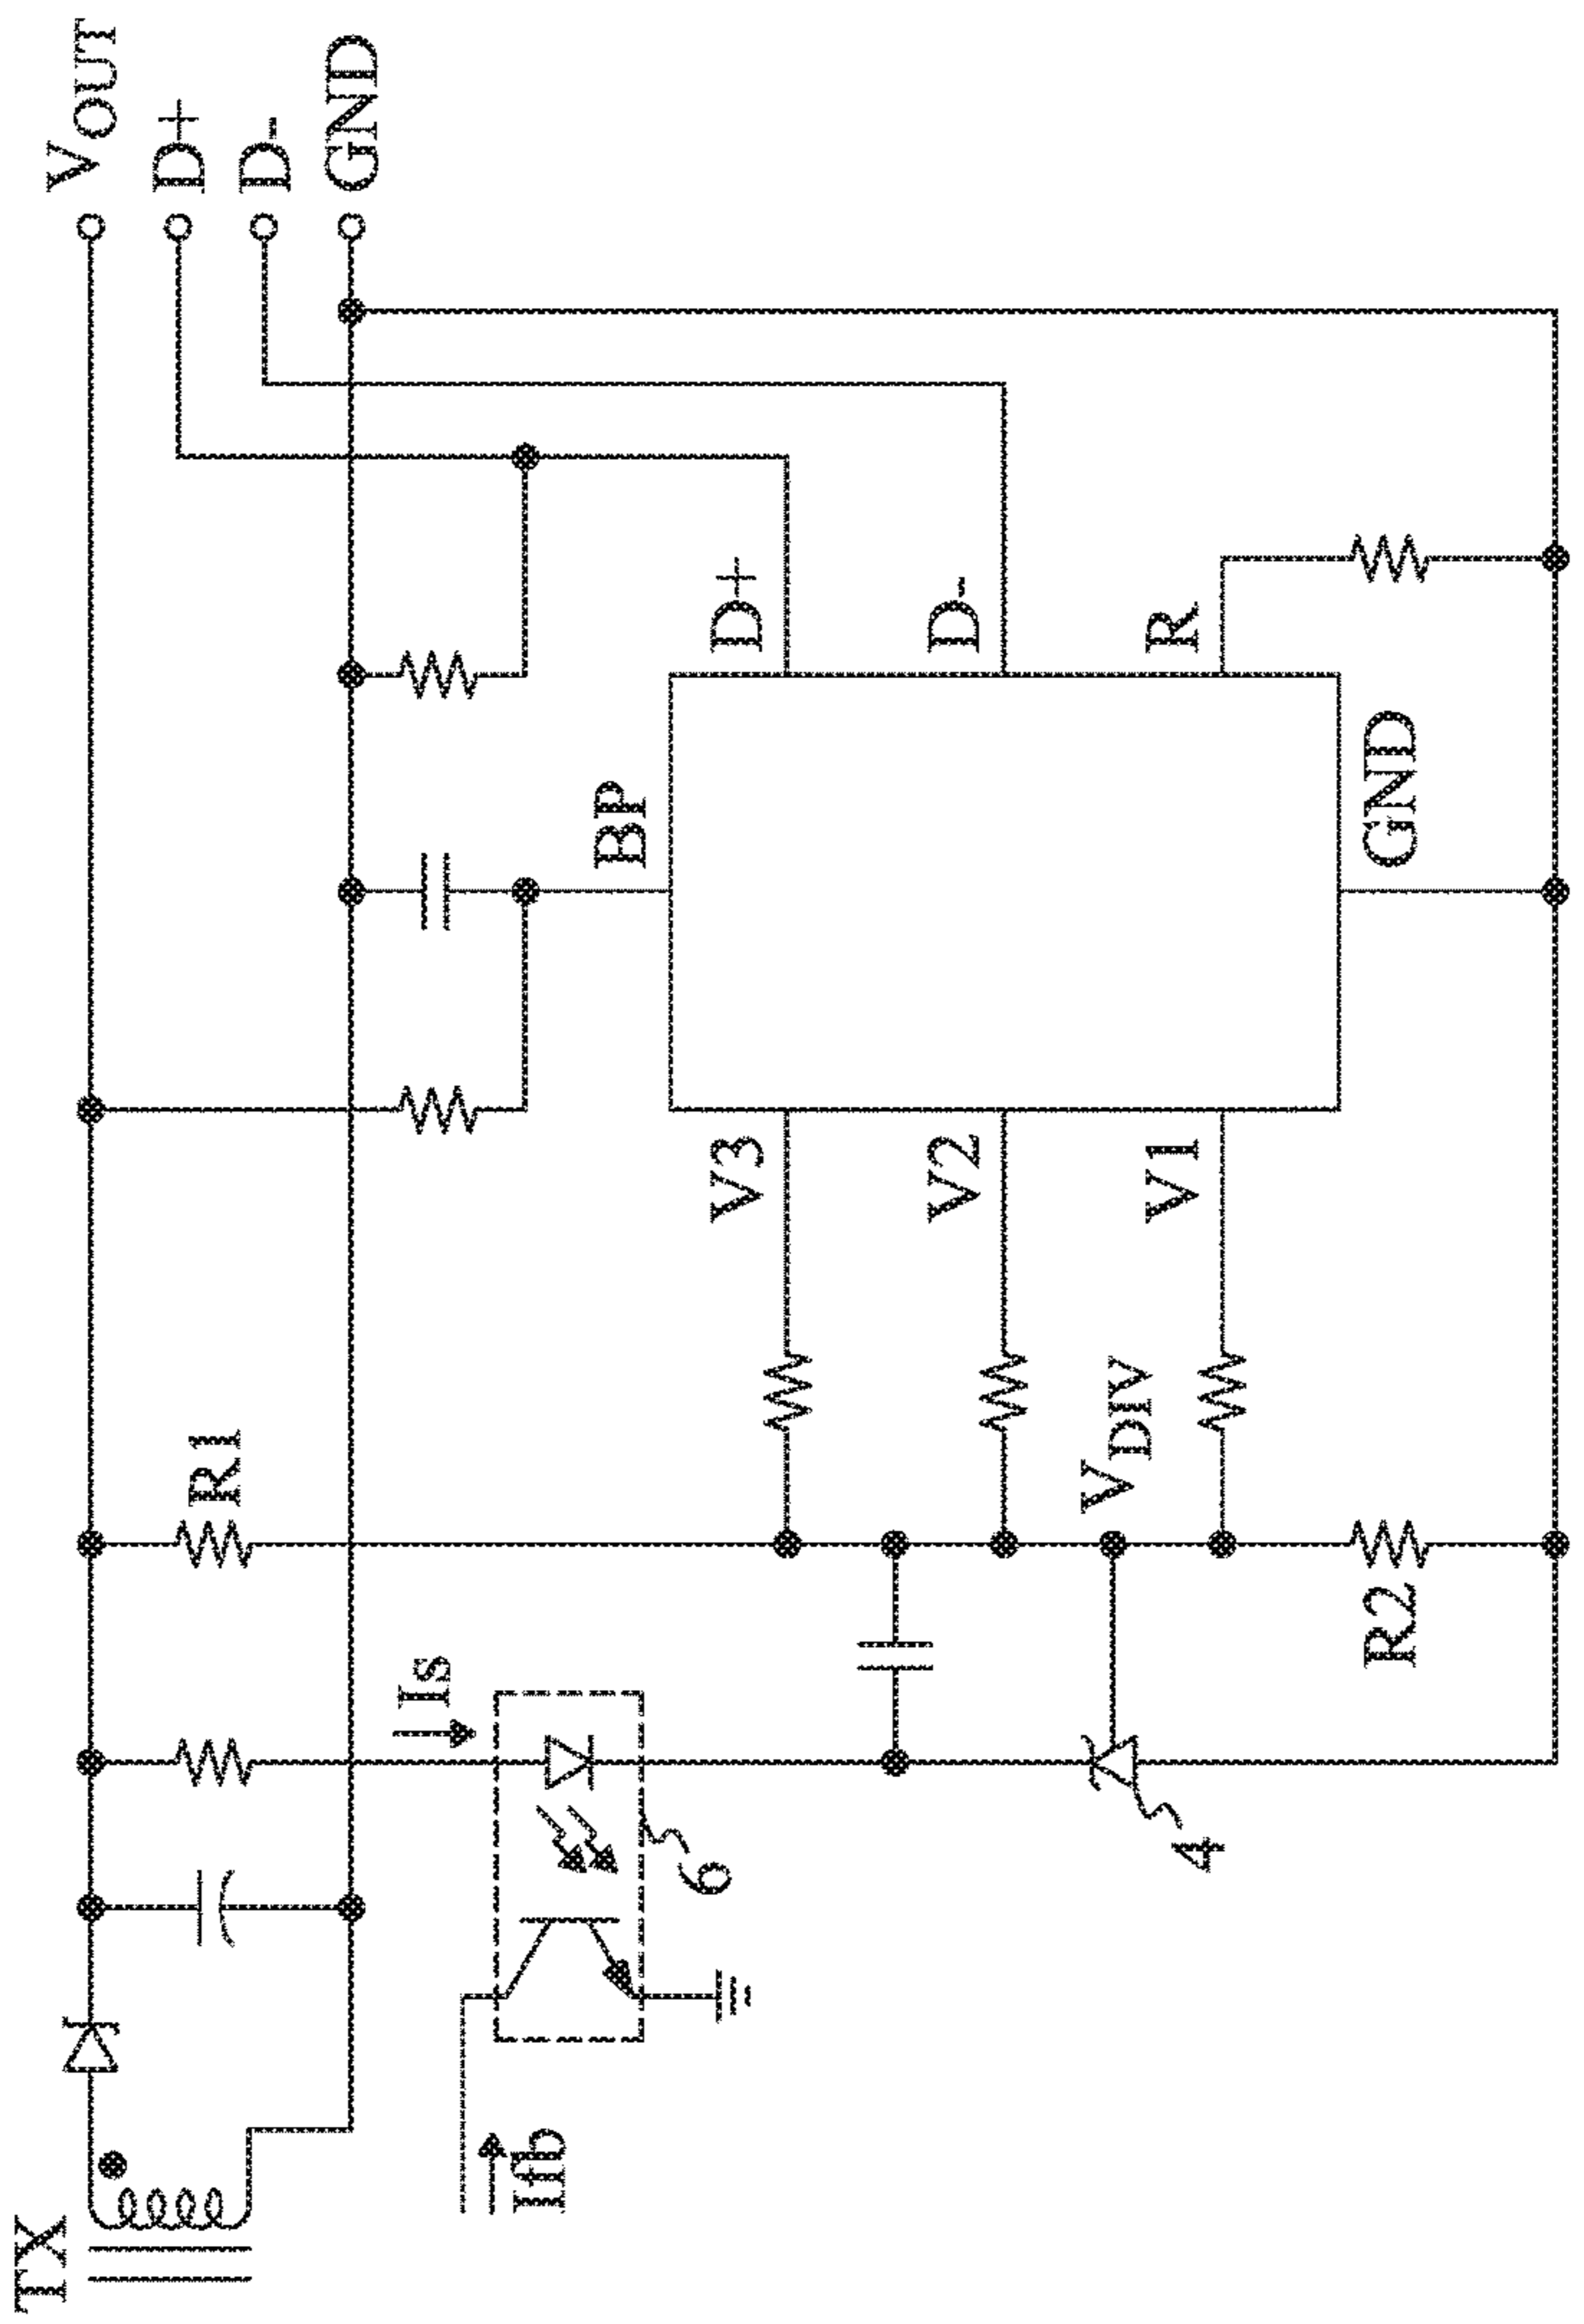 TX
VOUT
D+
D-
GND
R1
Is
Ifb
6
BP
V3
D+
V2
D-
VDIV
V1
R
4
R2
GND